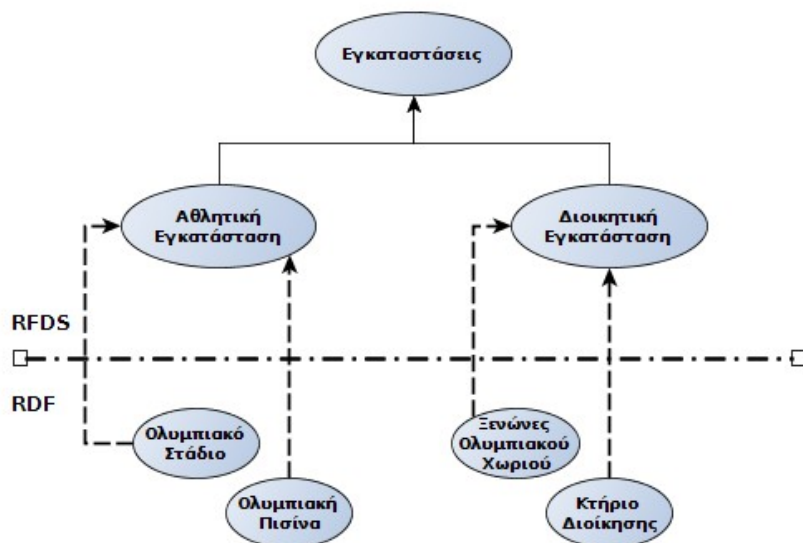 Εγκαταστάσεις
Αθλητική
Εγκατάσταση
Διοικητική
Εγκατάσταση
RFDS
RDF
Ολυμπιακό
Στάδιο
Ξενώνες
Ολυμπιακού
Χωριού
Ολυμπιακή
Πισίνα
Κτήριο
Διοίκησης